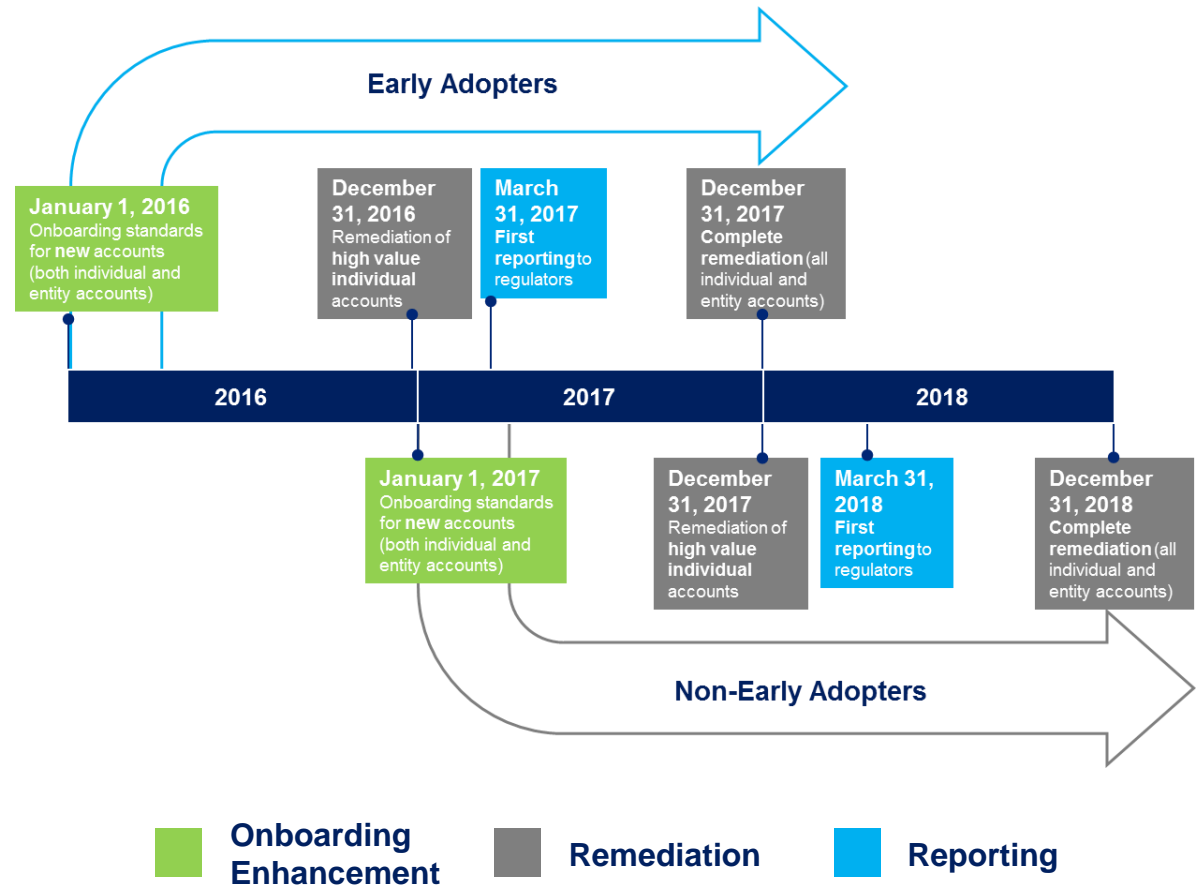 Early Adopters
January 1, 2016
Onboarding standards
for new accounts
(both individual and
entity accounts)
December
31, 2016
Remediation of
high value
individual
accounts
March
31, 2017
First
reporting to
regulators
December
31, 2017
Complete
remediation (all
individual and
entity accounts)
2016
2017
2018
January 1, 2017
Onboarding standards
for new accounts
(both individual and
entity accounts)
December
31, 2017
Remediation of
high value
individual
accounts
March 31,
2018
First
reporting to
regulators
December
31, 2018
Complete
remediation (all
individual and
entity accounts)
Non-Early Adopters
Onboarding
Enhancement
Remediation
Reporting